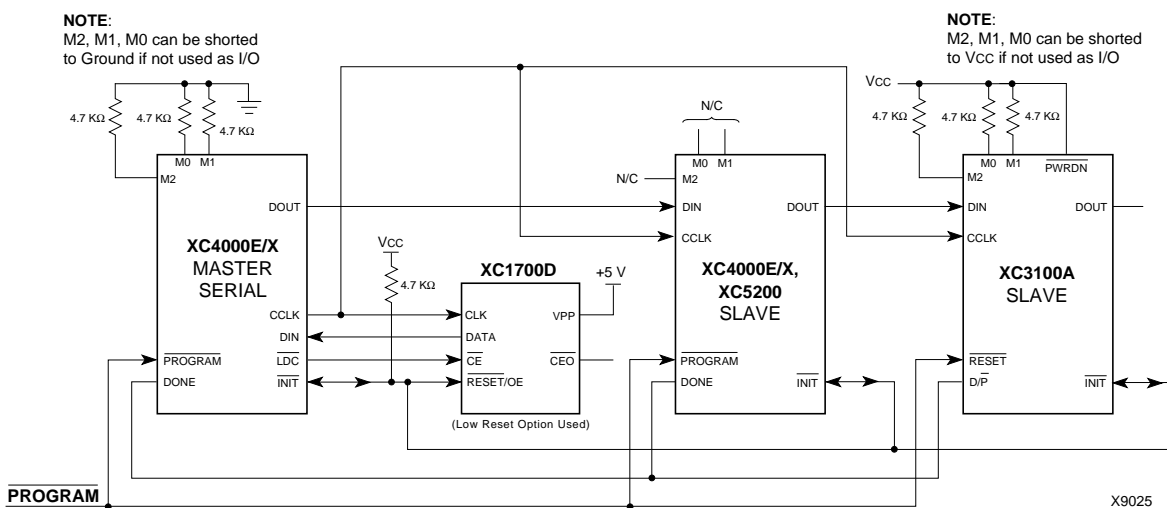 NOTE:
M2, M1, M0 can be shorted
to Ground if not used as I/O
NOTE:
M2, M1, M0 can be shorted
to VCC if not used as I/O
4.7 KΩ
4.7 KΩ
4.7 KΩ
M0 M1
M2
DOUT
XC4000E/X
MASTER
SERIAL
CCLK
DIN
PROGRAM
LDC
DONE
INIT
VCC
4.7 KΩ
XC1700D
+5 V
CLK
VPP
DATA
CE
CEO
RESET/OE
(Low Reset Option Used)
N/C
M0 M1
N/C
M2
DIN
DOUT
CCLK
XC4000E/X,
XC5200
SLAVE
PROGRAM
DONE
INIT
VCC
4.7 KΩ
4.7 KΩ
4.7 KΩ
M0 M1
PWRDN
M2
DIN
DOUT
CCLK
XC3100A
SLAVE
RESET
D/P
INIT
PROGRAM
X9025